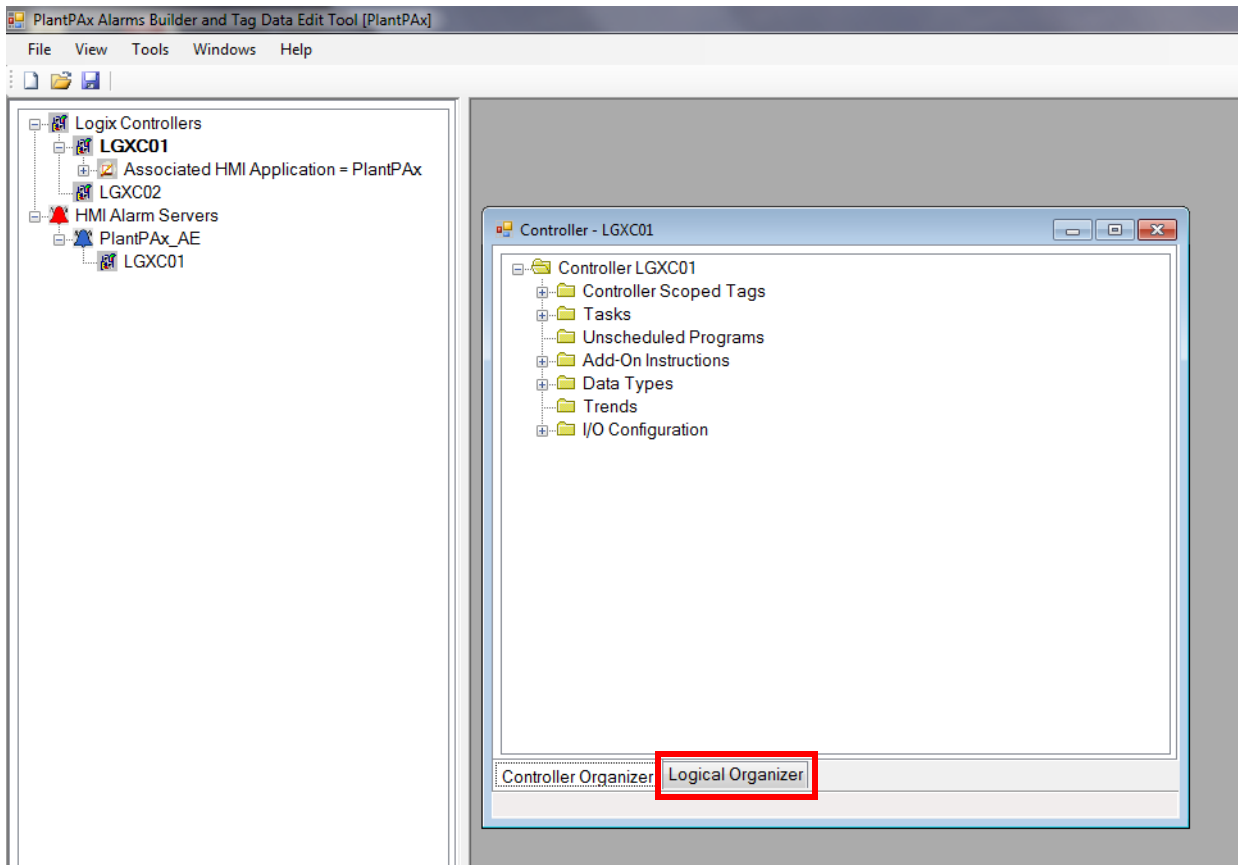 PlantPAx Alarms Builder and Tag Data Edit Tool [PlantPAx]
File View Tools Windows Help
Logix Controllers
LGXC01
Associated HMI Application = PlantPAx
LGXC02
HMI Alarm Servers
PlantPAx_AE
LGXC01
Controller - LGXC01
Controller LGXC01
Controller Scoped Tags
Tasks
Unscheduled Programs
Add-On Instructions
Data Types
Trends
I/O Configuration
Controller Organizer Logical Organizer